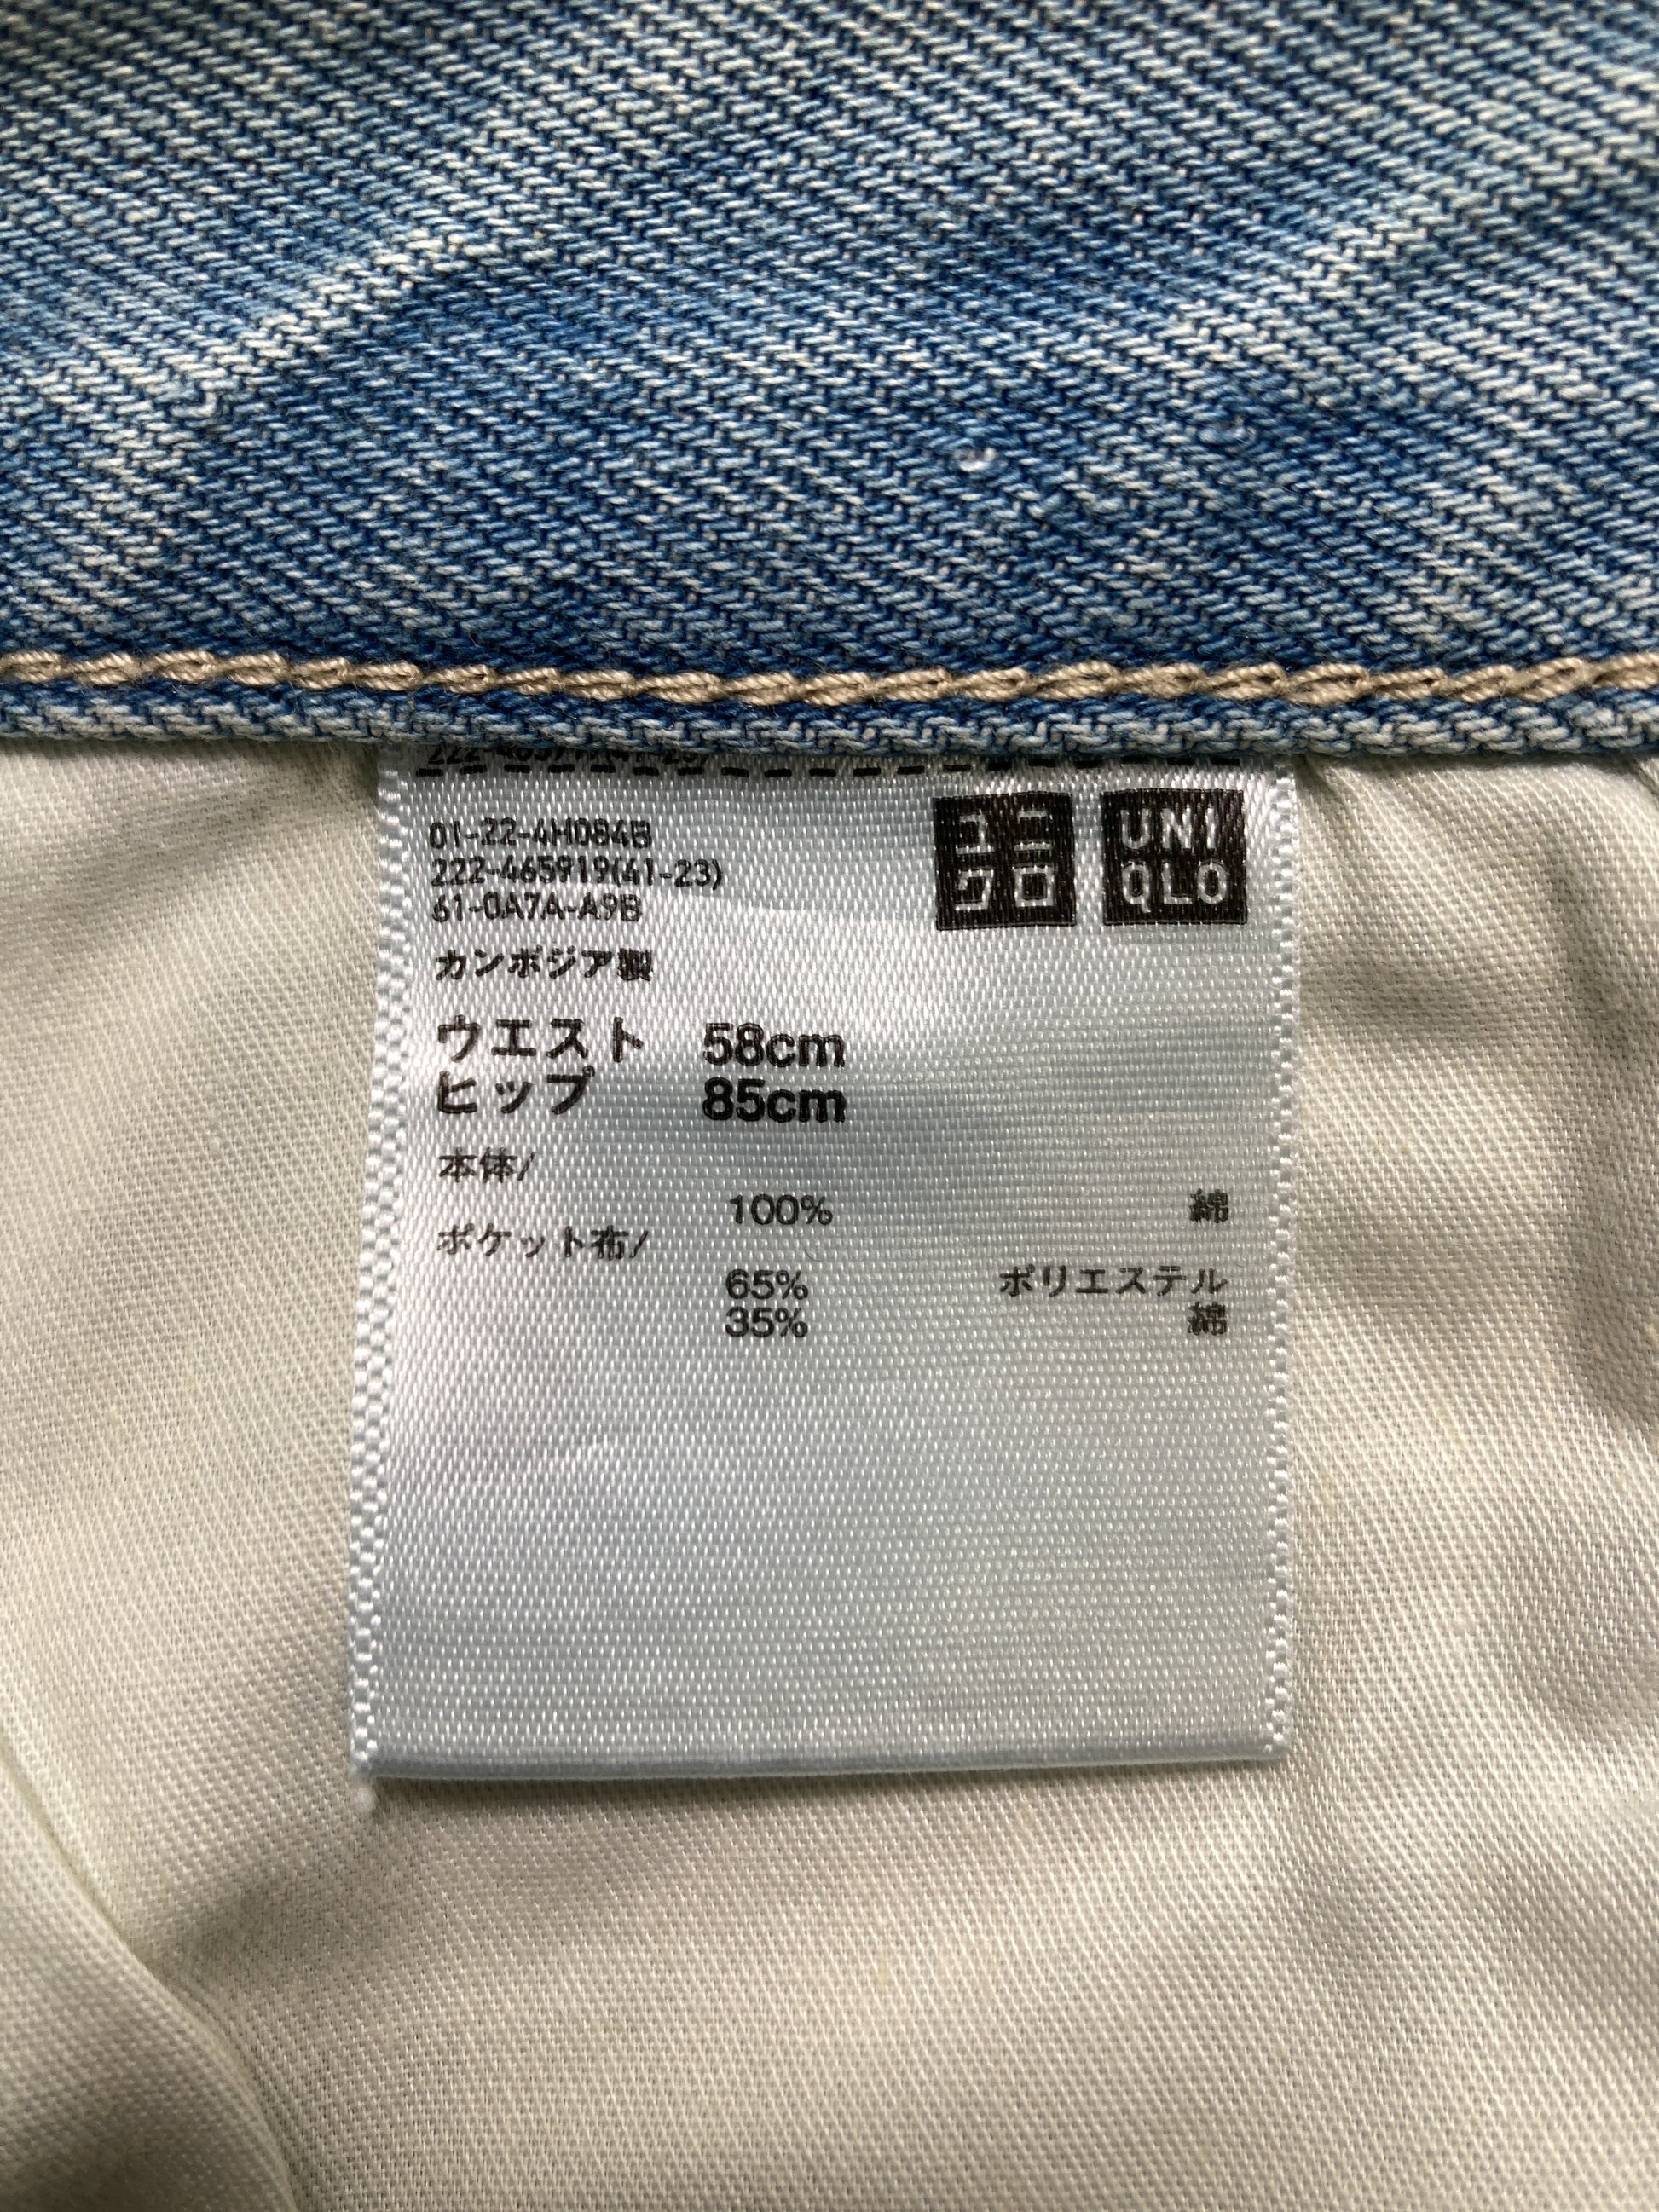 01-22-4H084B
222-465919(41-23)
61-0A7A-A9B
ユニ
クロ
UNI
QLO
カンボジア製
ウエスト 58cm
ヒップ 85cm
本体/
100% 綿
ポケット布/
65% ポリエステル
35% 綿